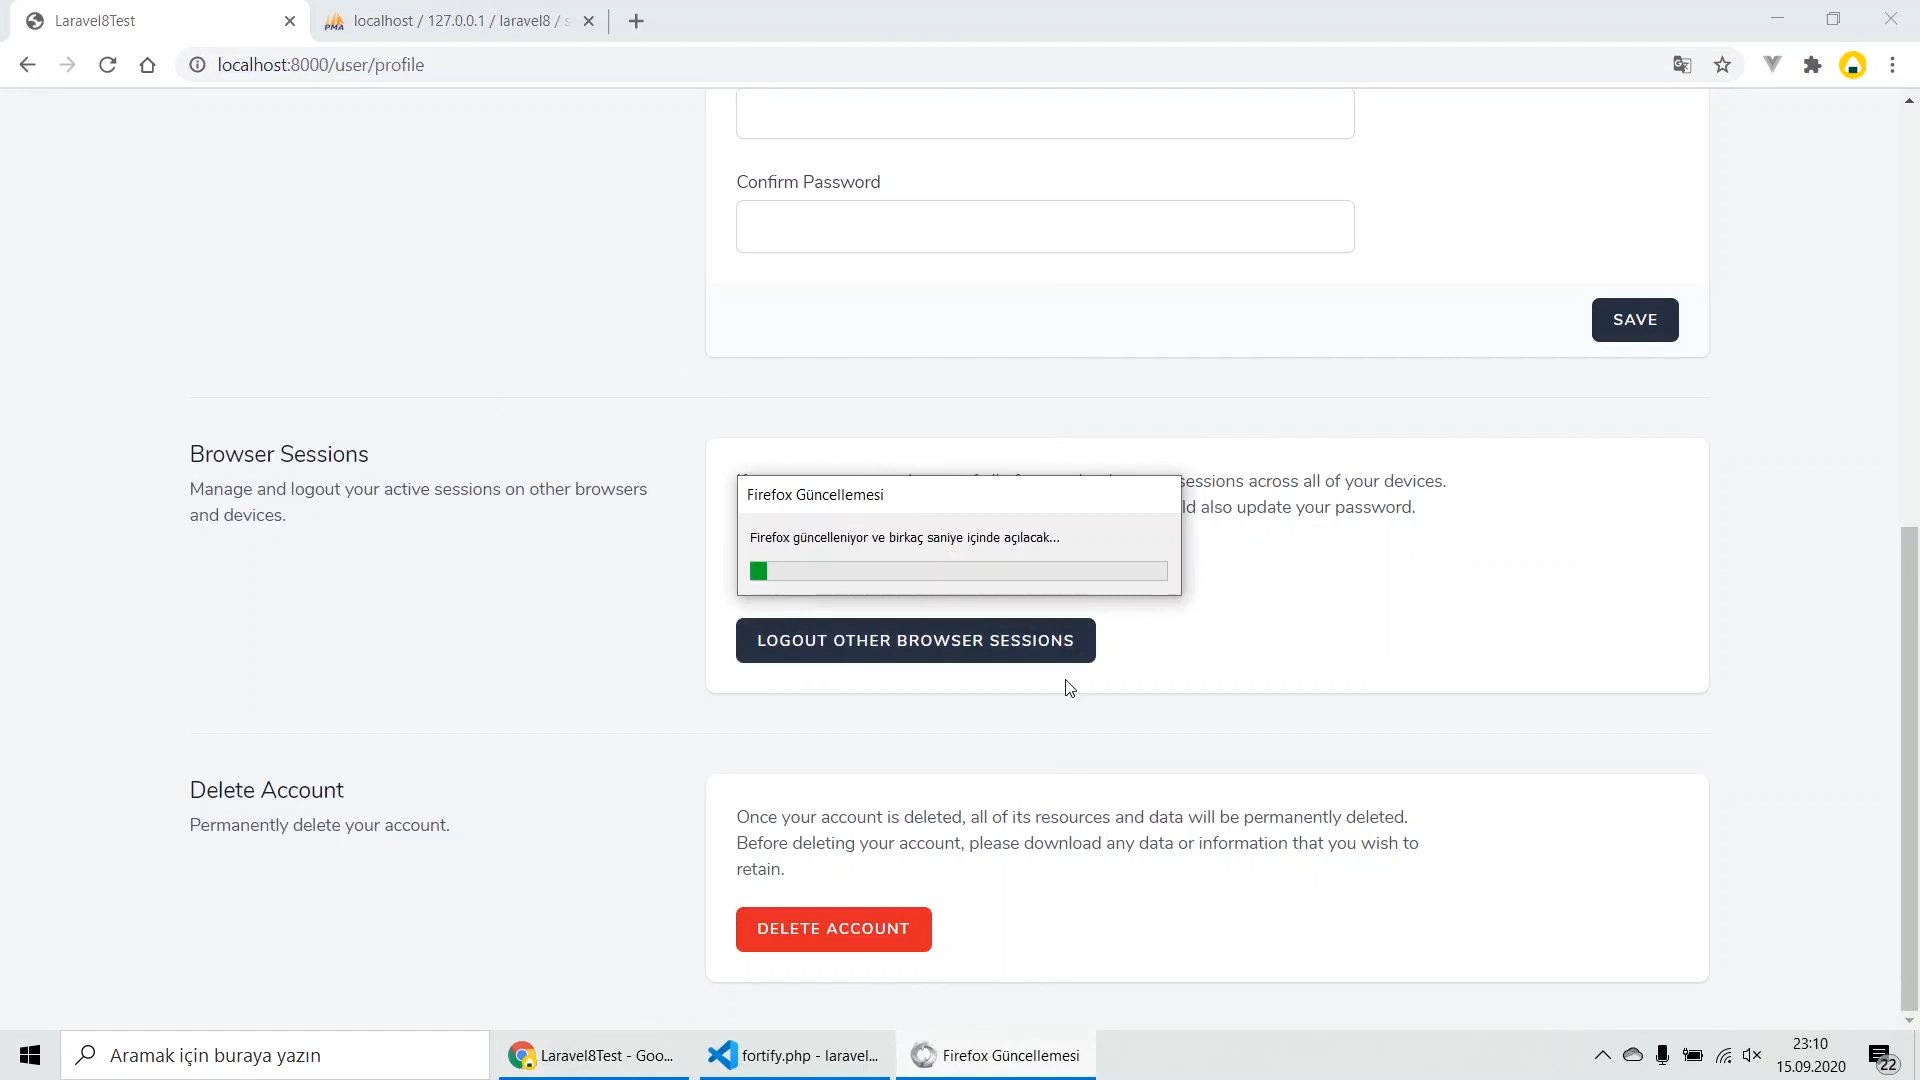 Laravel8Test
localhost / 127.0.0.1 / laravel8 /
localhost:8000/user/profile
Confirm Password
SAVE
Browser Sessions
Manage and logout your active sessions on other browsers
and devices.
sessions across all of your devices.
also update your password.
Firefox Güncellemesi
Firefox güncelleniyor ve birkaç saniye içinde açılacak...
LOGOUT OTHER BROWSER SESSIONS
Delete Account
Permanently delete your account.
Once your account is deleted, all of its resources and data will be permanently deleted.
Before deleting your account, please download any data or information that you wish to
retain.
DELETE ACCOUNT
Aramak için buraya yazın
Laravel8Test - Goo...
fortify.php - laravel...
Firefox Güncellemesi
23:10
15.09.2020
22